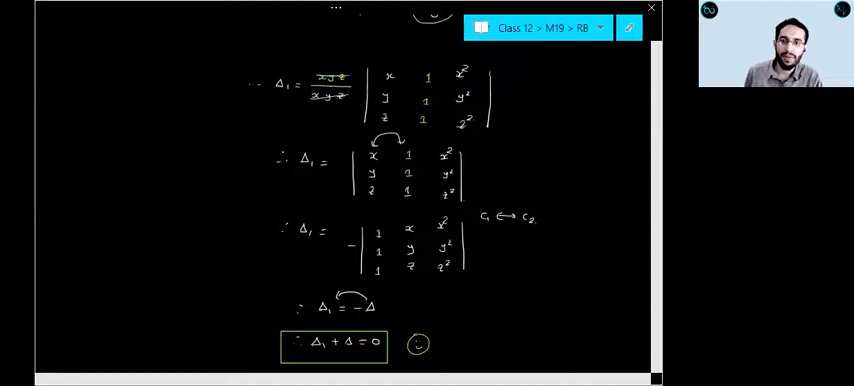 Class 12 > M19 > RB
∴ Δ₁ = xyz/xyz | x 1 x² |
| y 1 y² |
| z 1 z² |
∴ Δ₁ = | x 1 x² |
| y 1 y² |
| z 1 z² |
∴ Δ₁ = - | 1 x x² | C₁ ↔ C₂.
| 1 y y² |
| 1 z z² |
∴ Δ₁ = -Δ
∴ Δ₁ + Δ = 0